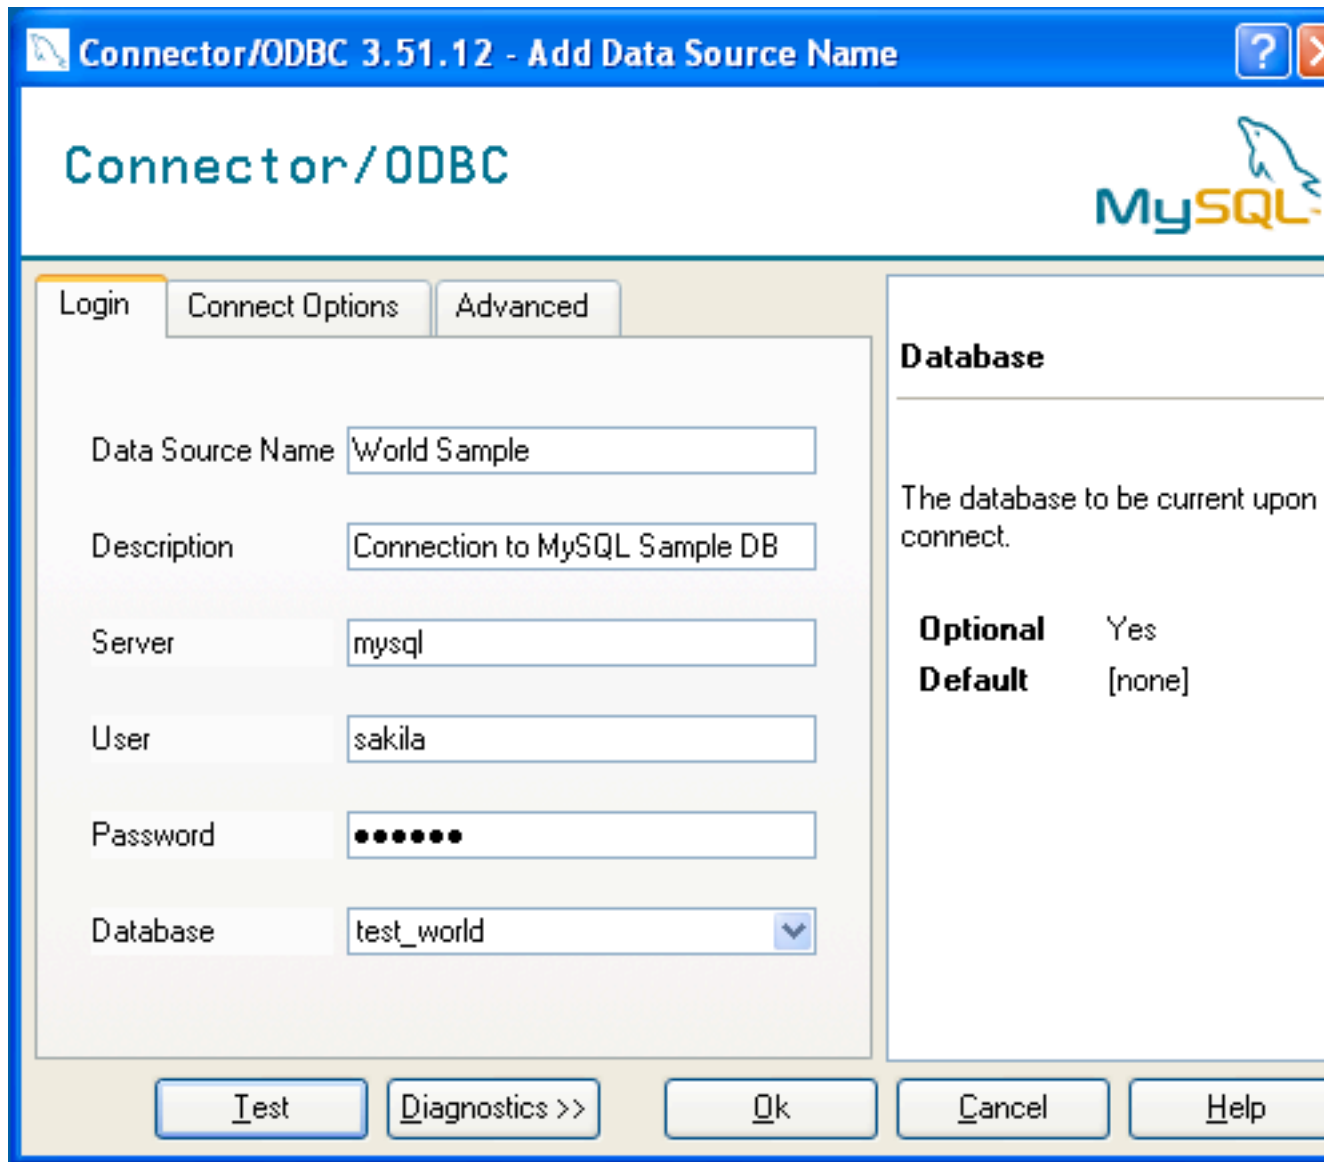 Connector/ODBC 3.51.12 - Add Data Source Name
?
Connector/ODBC
MySQL
Login
Connect Options
Advanced
Data Source Name World Sample
Description Connection to MySQL Sample DB
Server mysql
User sakila
Password ●●●●●●
Database test_world
Database
The database to be current upon
connect.
Optional Yes
Default [none]
Test
Diagnostics >>
Ok
Cancel
Help